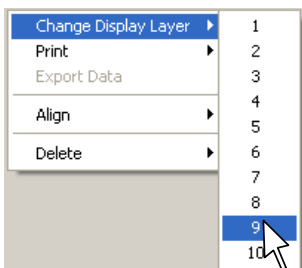 Change Display Layer
Print
Export Data
Align
Delete
1
2
3
4
5
6
7
8
9
10